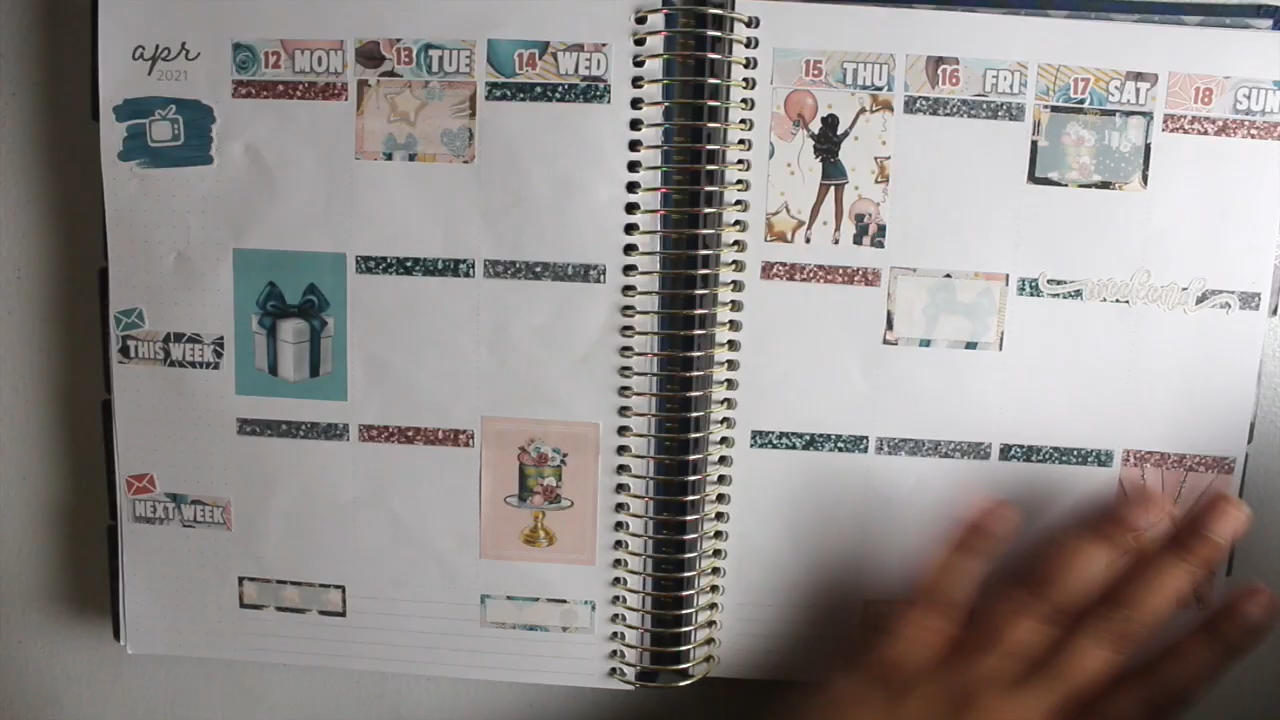 apr
2021
12 MON
13 TUE
14 WED
15 THU
16 FRI
17 SAT
18 SUN
weekend
THIS WEEK
NEXT WEEK